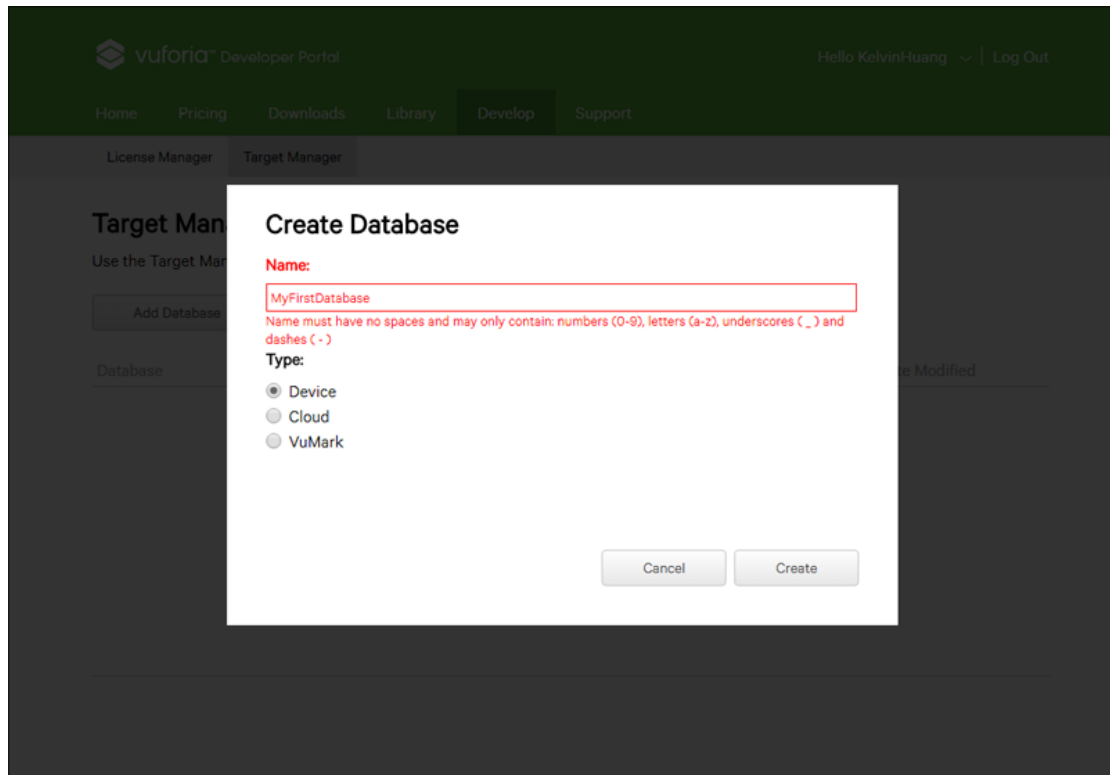 vuforia™ Developer Portal
Hello KelvinHuang
Log Out
Home Pricing Downloads Library Develop Support
License Manager Target Manager
Target Man
Use the Target Man
Add Database
Database
te Modified
Create Database
Name:
MyFirstDatabase
Name must have no spaces and may only contain: numbers (0-9), letters (a-z), underscores ( _ ) and
dashes ( - )
Type:
Device
Cloud
VuMark
Cancel Create